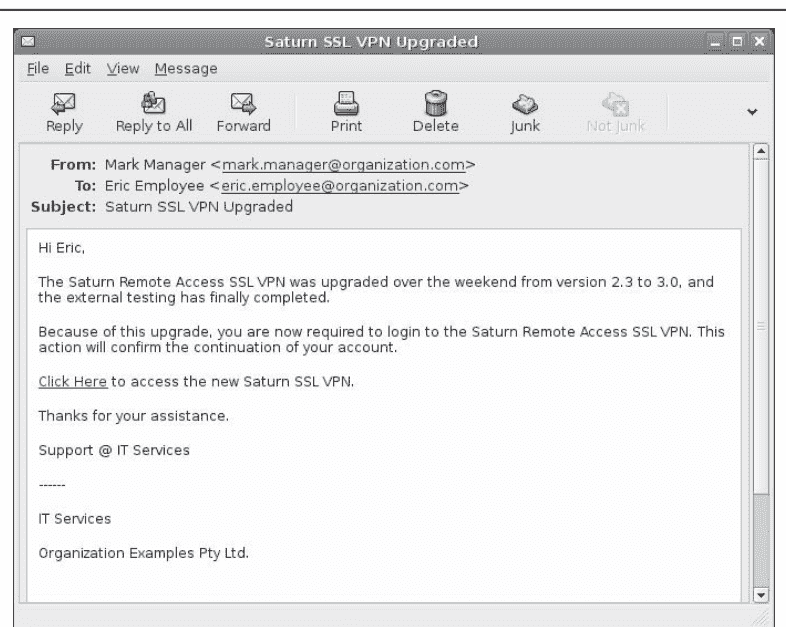 Saturn SSL VPN Upgraded
File Edit View Message
Reply Reply to All Forward Print Delete Junk Not Junk
From: Mark Manager <mark.manager@organization.com>
To: Eric Employee <eric.employee@organization.com>
Subject: Saturn SSL VPN Upgraded
Hi Eric,
The Saturn Remote Access SSL VPN was upgraded over the weekend from version 2.3 to 3.0, and
the external testing has finally completed.
Because of this upgrade, you are now required to login to the Saturn Remote Access SSL VPN. This
action will confirm the continuation of your account.
Click Here to access the new Saturn SSL VPN.
Thanks for your assistance.
Support @ IT Services
------
IT Services
Organization Examples Pty Ltd.